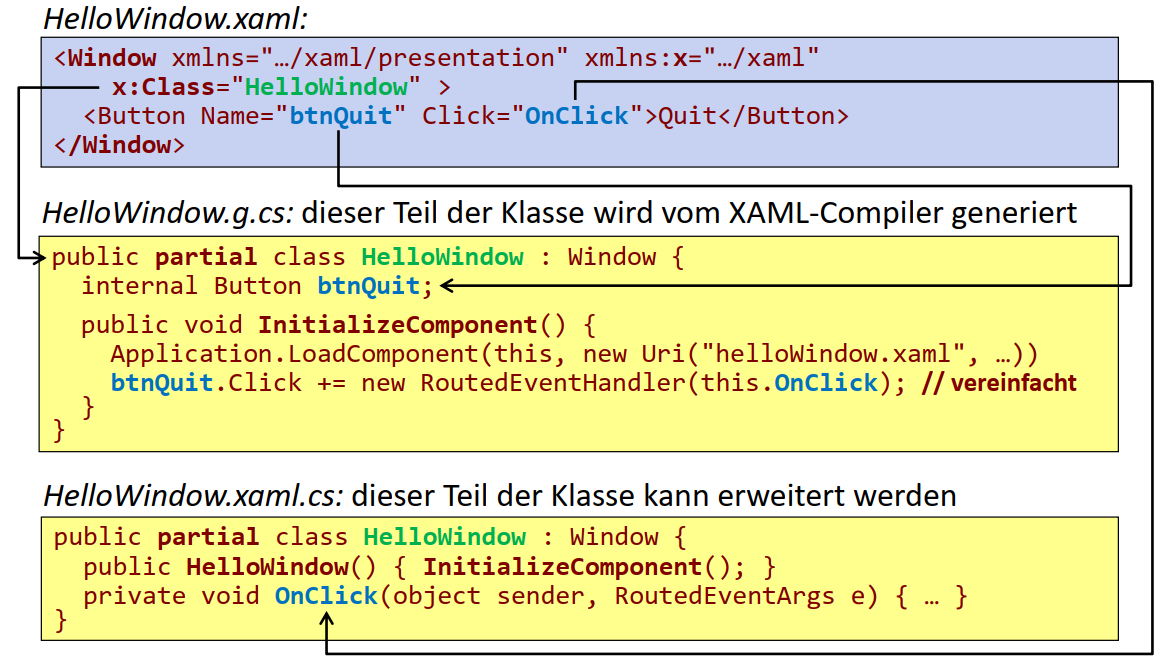 HelloWindow.xaml:
<Window xmlns="…/xaml/presentation" xmlns:x="…/xaml"
x:Class="HelloWindow" >
<Button Name="btnQuit" Click="OnClick">Quit</Button>
</Window>
HelloWindow.g.cs: dieser Teil der Klasse wird vom XAML-Compiler generiert
public partial class HelloWindow : Window {
internal Button btnQuit;
public void InitializeComponent() {
Application.LoadComponent(this, new Uri("helloWindow.xaml", …))
btnQuit.Click += new RoutedEventHandler(this.OnClick); // vereinfacht
}
}
HelloWindow.xaml.cs: dieser Teil der Klasse kann erweitert werden
public partial class HelloWindow : Window {
public HelloWindow() { InitializeComponent(); }
private void OnClick(object sender, RoutedEventArgs e) { … }
}